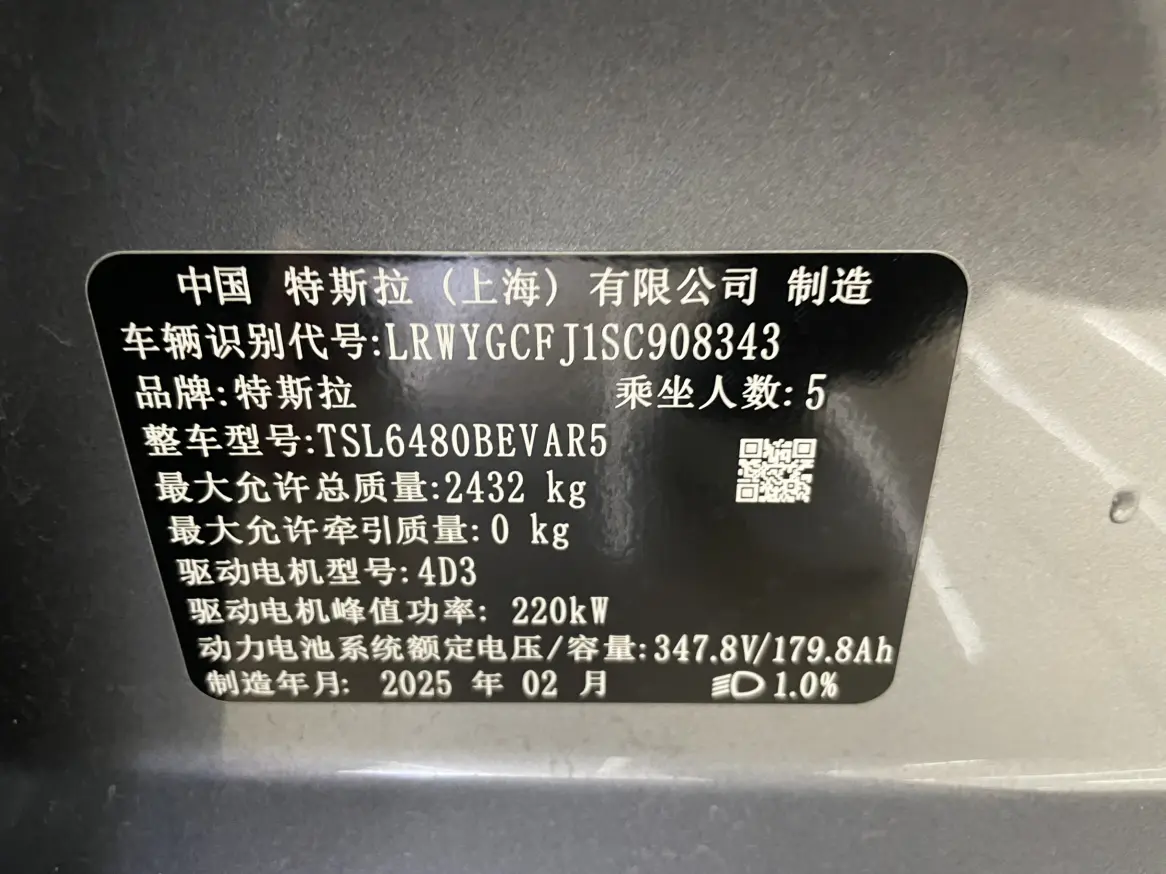 中国 特斯拉（上海）有限公司 制造
车辆识别代号:LRWYGCFJ1SC908343
品牌:特斯拉 乘坐人数:5
整车型号:TSL6480BEVAR5
最大允许总质量:2432 kg
最大允许牵引质量:0 kg
驱动电机型号:4D3
驱动电机峰值功率: 220kW
动力电池系统额定电压/容量:347.8V/179.8Ah
制造年月: 2025 年 02 月 1.0%